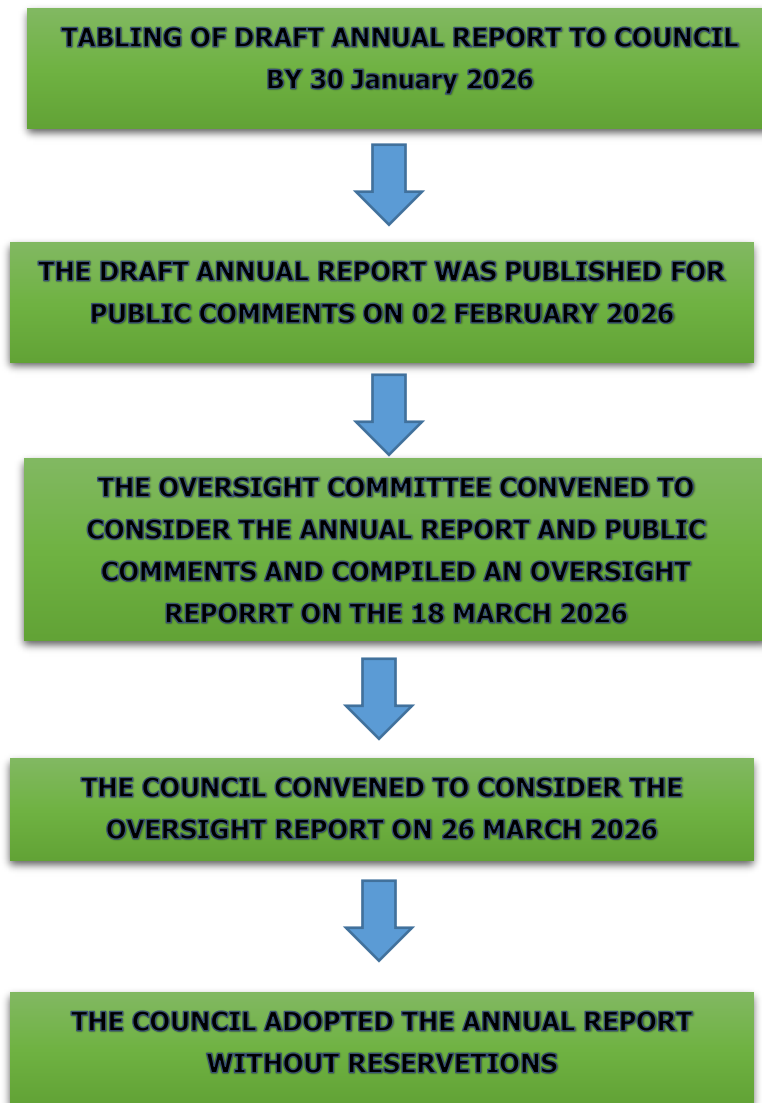 TABLING OF DRAFT ANNUAL REPORT TO COUNCIL
BY 30 January 2026
THE DRAFT ANNUAL REPORT WAS PUBLISHED FOR
PUBLIC COMMENTS ON 02 FEBRUARY 2026
THE OVERSIGHT COMMITTEE CONVENED TO
CONSIDER THE ANNUAL REPORT AND PUBLIC
COMMENTS AND COMPILED AN OVERSIGHT
REPORRT ON THE 18 MARCH 2026
THE COUNCIL CONVENED TO CONSIDER THE
OVERSIGHT REPORT ON 26 MARCH 2026
THE COUNCIL ADOPTED THE ANNUAL REPORT
WITHOUT RESERVETIONS